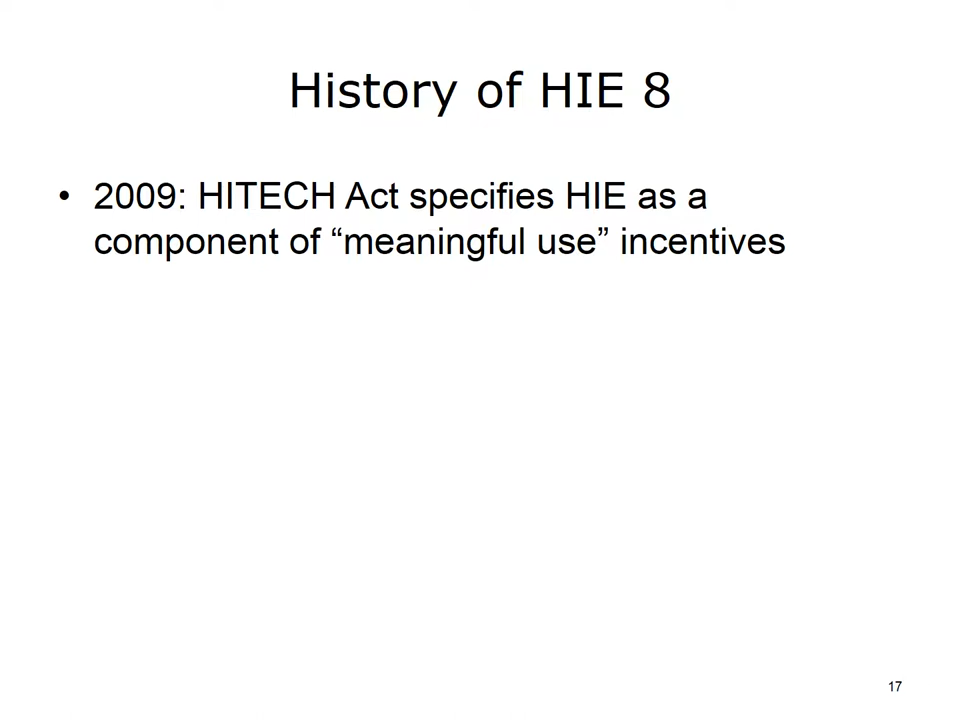 History of HIE 8
• 2009: HITECH Act specifies HIE as a
component of “meaningful use” incentives
17